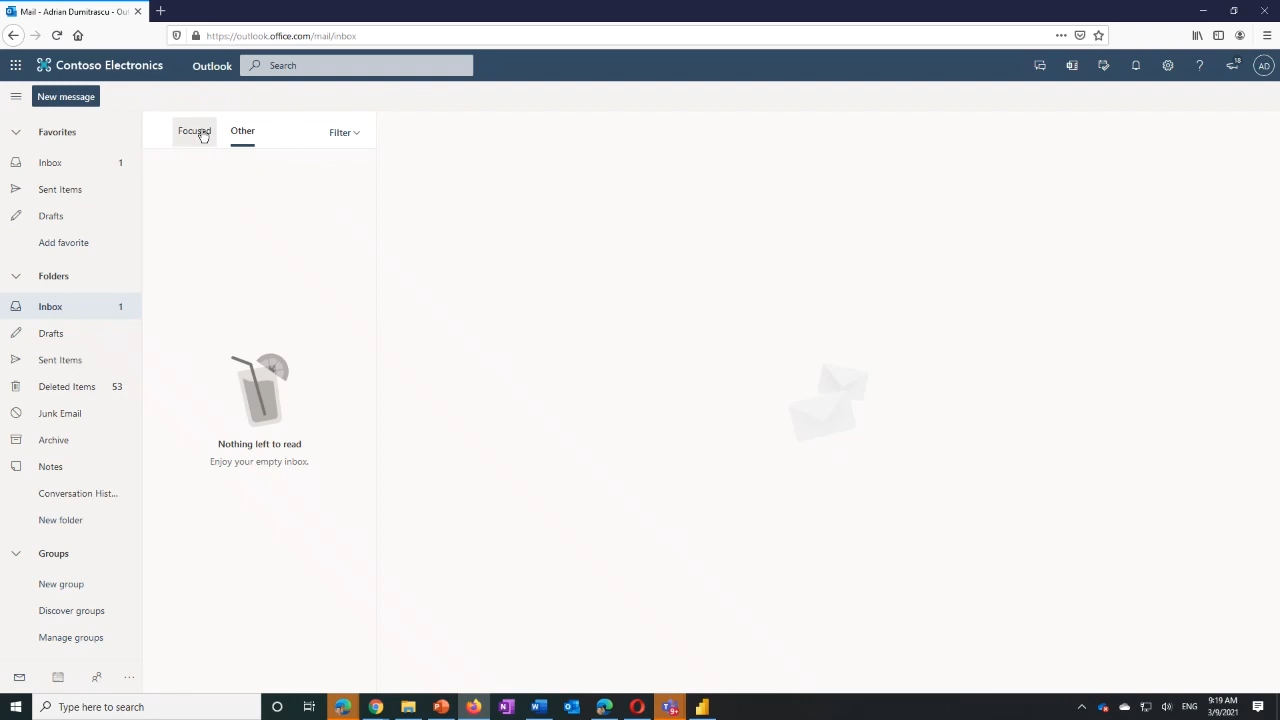 Mail - Adrian Dumitrascu - Out
https://outlook.office.com/mail/inbox
Contoso Electronics
Outlook
Search
18
AD
New message
Favorites
Inbox 1
Sent Items
Drafts
Add favorite
Folders
Inbox 1
Drafts
Sent Items
Deleted Items 53
Junk Email
Archive
Notes
Conversation Hist...
New folder
Groups
New group
Discover groups
Manage groups
Focused
Other
Filter
Nothing left to read
Enjoy your empty inbox.
Type here to search
9+
ENG
9:19 AM
3/9/2021